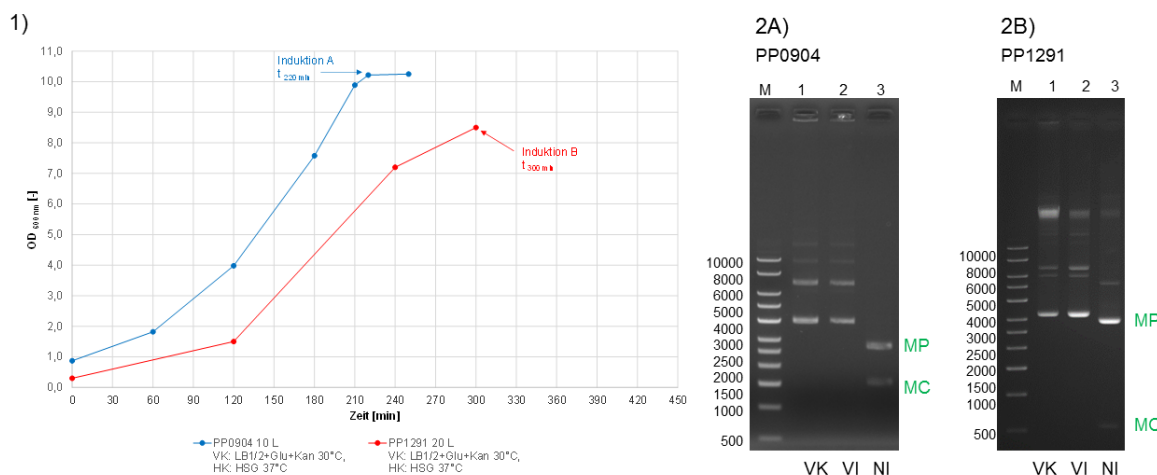 1)
11,0
10,0
9,0
8,0
7,0
6,0
5,0
4,0
3,0
2,0
1,0
0,0
OD 600 nm [-]
Induktion A
t 220 min
Induktion B
t 300 min
0 30 60 90 120 150 180 210 240 270 300 330 360 390 420 450
Zeit [min]
PP0904 10 L
VK: LB1/2+Glu+Kan 30°C,
HK: HSG 37°C
PP1291 20 L
VK: LB1/2+Glu+Kan 30°C,
HK: HSG 37°C
2A)
PP0904
M 1 2 3
10000
8000
6000
5000
4000
3000
2500
2000
1500
1000
500
MP
MC
VK VI NI
2B)
PP1291
M 1 2 3
10000
8000
6000
5000
4000
3000
2500
2000
1500
1000
500
MP
MC
VK VI NI